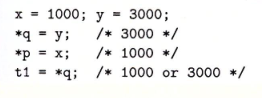 x = 1000; y = 3000;
*q = y;   /* 3000 */
*p = x;   /* 1000 */
t1 = *q;  /* 1000 or 3000 */